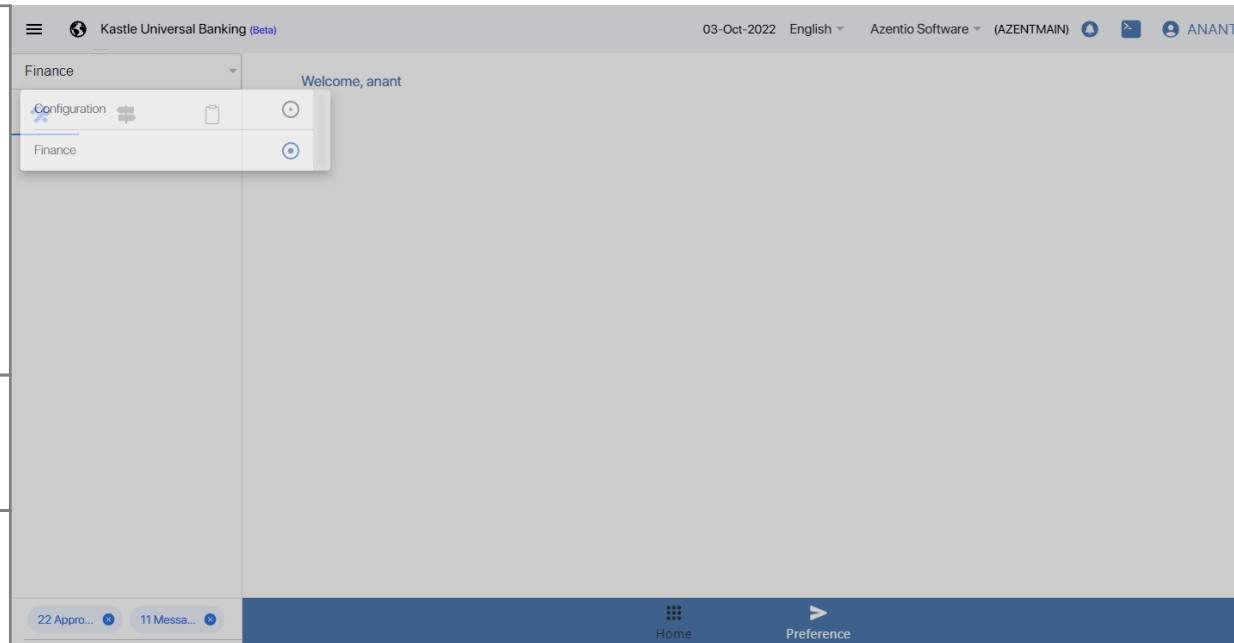 Kastle Universal Banking (Beta)
03-Oct-2022 English Azentio Software (AZENTMAIN) ANANT
Finance
Welcome, anant
Configuration
Finance
22 Appro... 11 Messa...
Home Preference